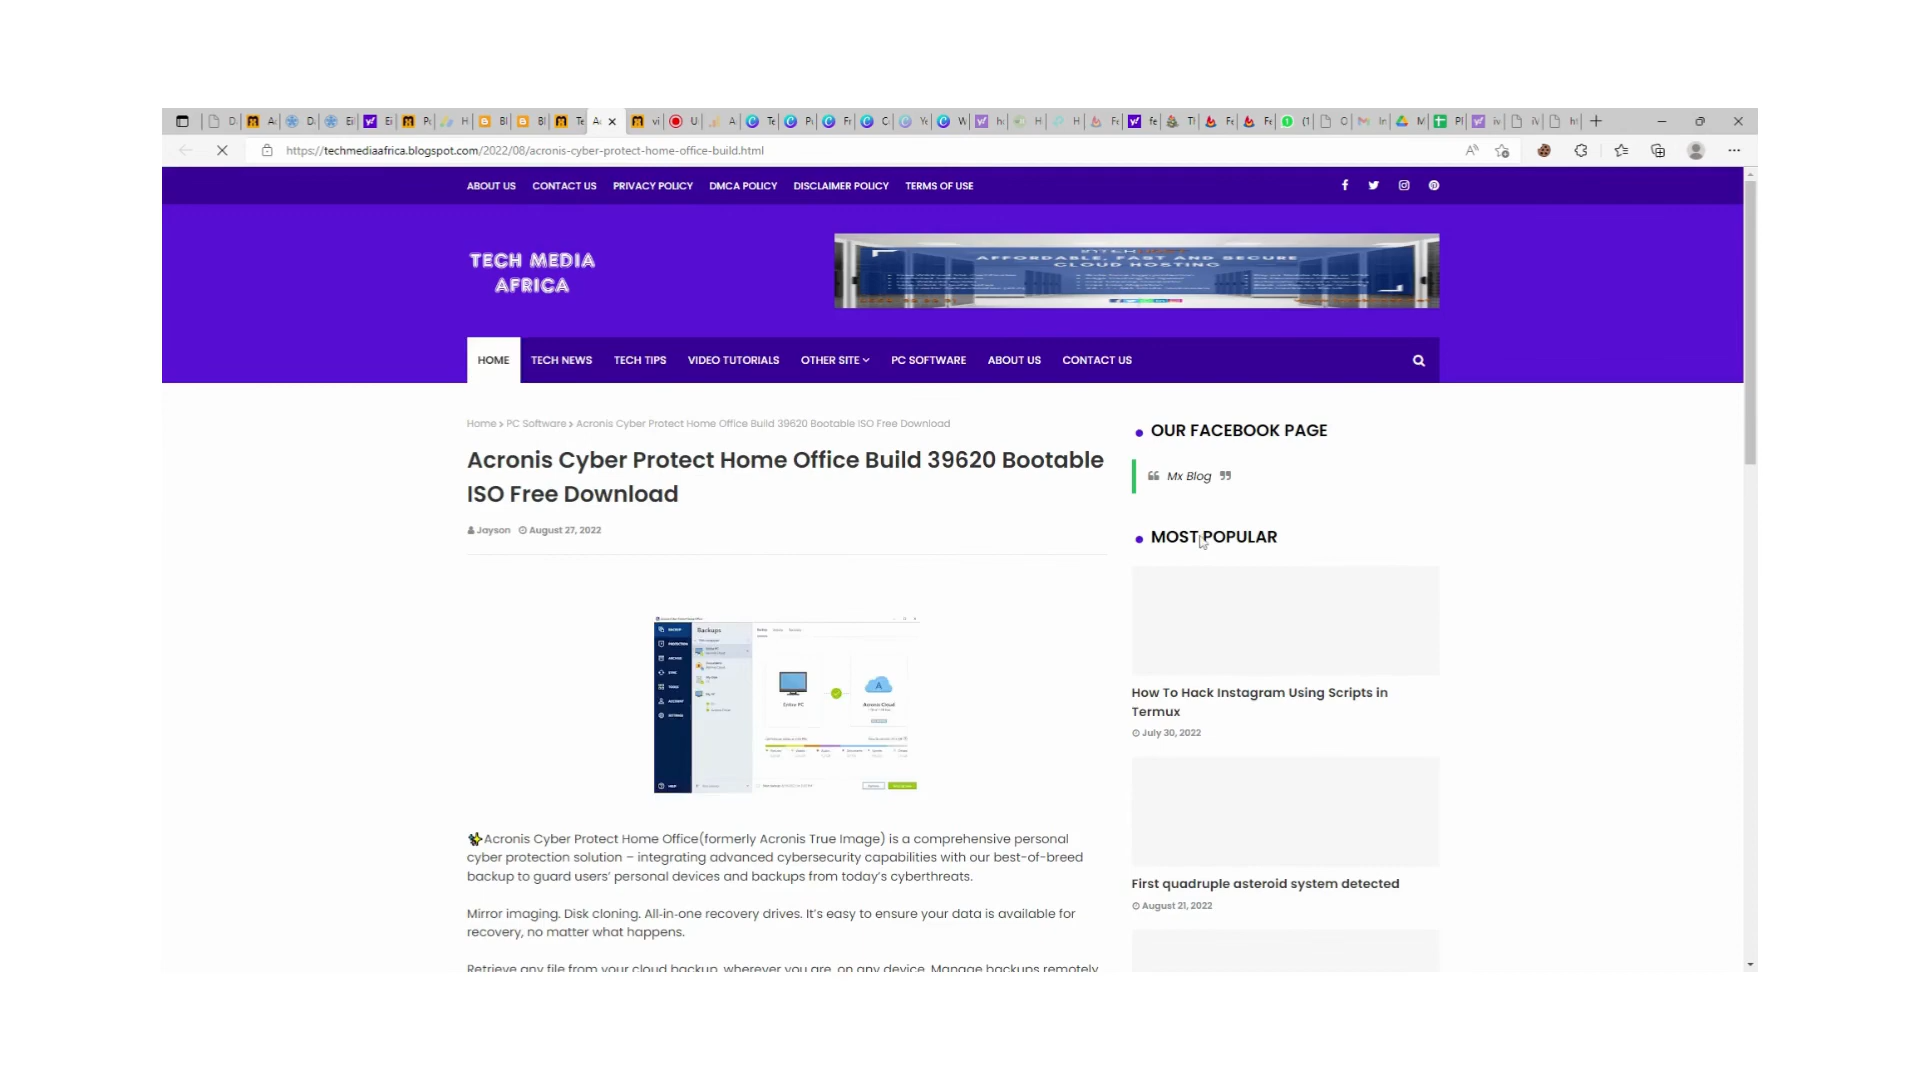 https://techmediaafrica.blogspot.com/2022/08/acronis-cyber-protect-home-office-build.html
ABOUT US CONTACT US PRIVACY POLICY DMCA POLICY DISCLAIMER POLICY TERMS OF USE
TECH MEDIA
AFRICA
AFFORDABLE, FAST AND SECURE
CLOUD HOSTING
HOME TECH NEWS TECH TIPS VIDEO TUTORIALS OTHER SITE PC SOFTWARE ABOUT US CONTACT US
Home > PC Software > Acronis Cyber Protect Home Office Build 39620 Bootable ISO Free Download
Acronis Cyber Protect Home Office Build 39620 Bootable
ISO Free Download
Jayson August 27, 2022
Backups
Entire PC
Acronis Cloud
✨Acronis Cyber Protect Home Office(formerly Acronis True Image) is a comprehensive personal
cyber protection solution – integrating advanced cybersecurity capabilities with our best-of-breed
backup to guard users’ personal devices and backups from today’s cyberthreats.
Mirror imaging. Disk cloning. All-in-one recovery drives. It’s easy to ensure your data is available for
recovery, no matter what happens.
Retrieve any file from your cloud backup, wherever you are, on any device. Manage backups remotely
OUR FACEBOOK PAGE
Mx Blog
MOST POPULAR
How To Hack Instagram Using Scripts in
Termux
July 30, 2022
First quadruple asteroid system detected
August 21, 2022